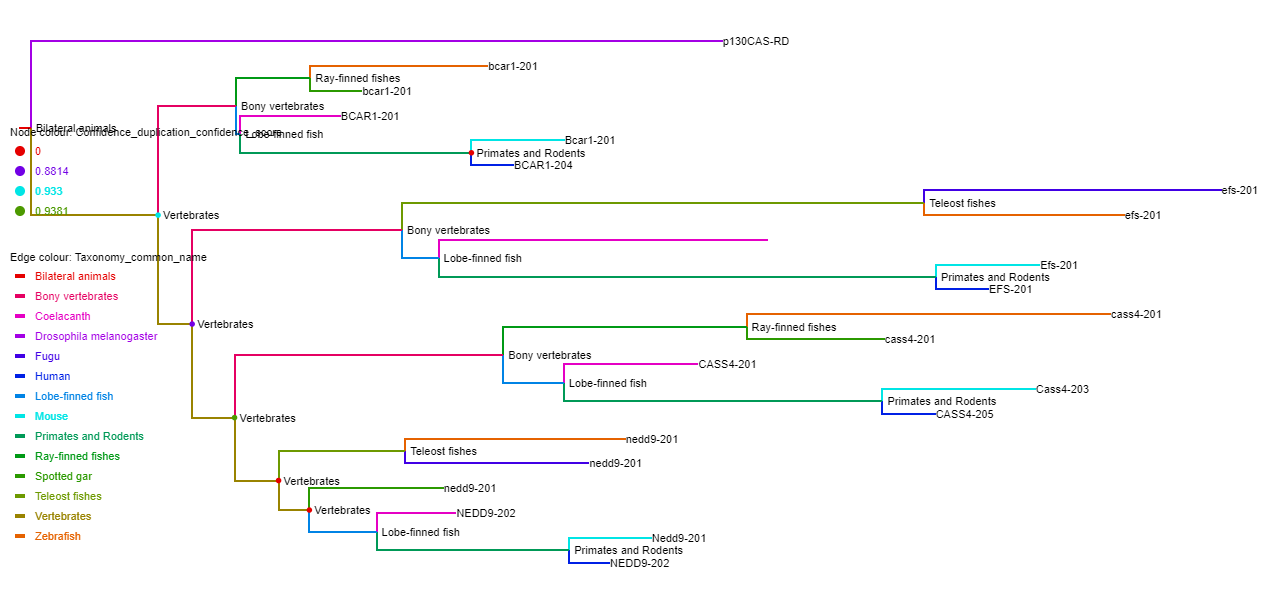 p130CAS-RD
bcar1-201
Ray-finned fishes
bcar1-201
Bony vertebrates
BCAR1-201
Bilateral animals
Node colour: Confidence_duplication_confidence_score
Lobe-finned fish
Bcar1-201
0
Primates and Rodents
BCAR1-204
0.8814
0.933
efs-201
Teleost fishes
0.9381
Vertebrates
efs-201
Bony vertebrates
Edge colour: Taxonomy_common_name
Lobe-finned fish
Efs-201
Bilateral animals
Primates and Rodents
EFS-201
Bony vertebrates
Coelacanth
cass4-201
Vertebrates
Ray-finned fishes
Drosophila melanogaster
cass4-201
Fugu
Bony vertebrates
CASS4-201
Human
Lobe-finned fish
Cass4-203
Lobe-finned fish
Primates and Rodents
Mouse
CASS4-205
Vertebrates
Primates and Rodents
nedd9-201
Teleost fishes
Ray-finned fishes
nedd9-201
Spotted gar
Vertebrates
nedd9-201
Teleost fishes
Vertebrates
NEDD9-202
Vertebrates
Lobe-finned fish
Zebrafish
Nedd9-201
Primates and Rodents
NEDD9-202